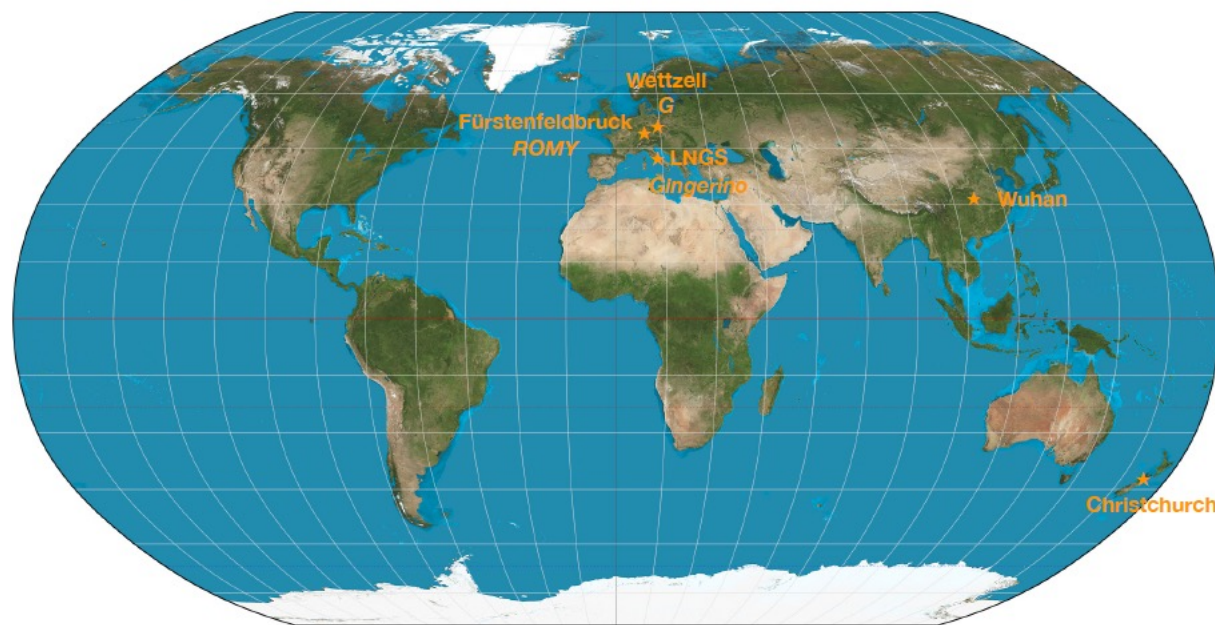 Wettzell
G
Fürstenfeldbruck
ROMY
LNGS
Gingerino
Wuhan
Christchurch